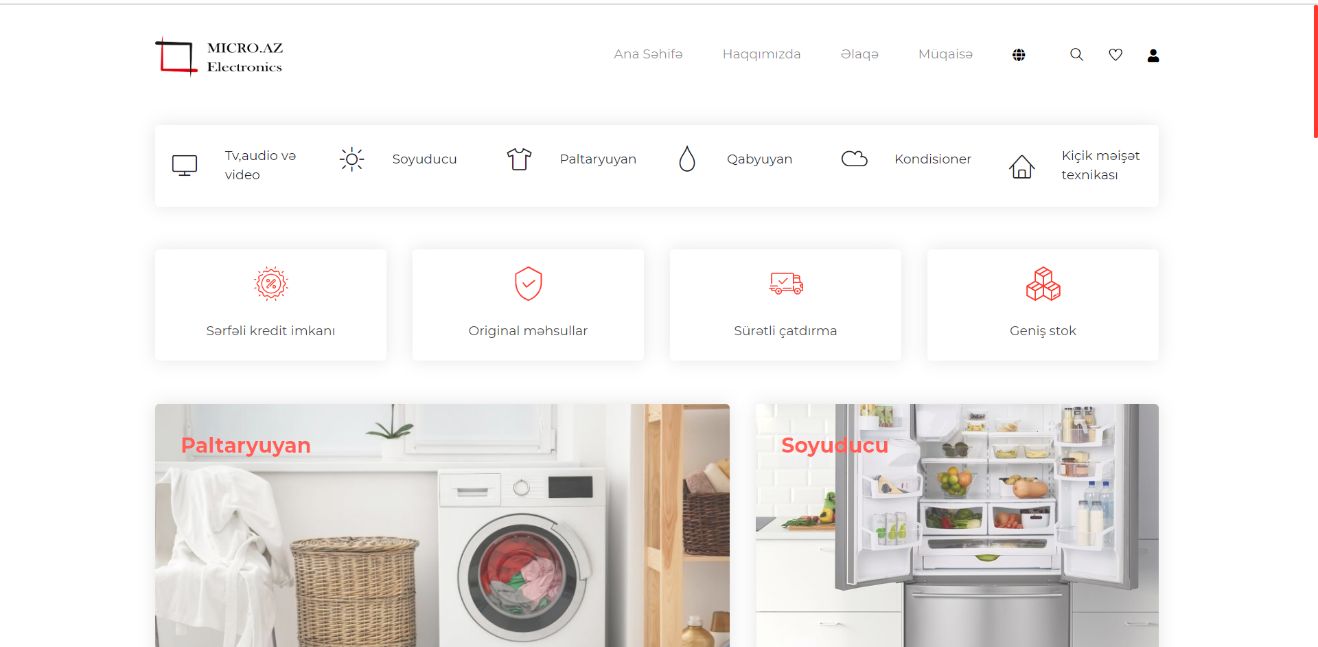 MICRO.AZ
Electronics
Ana Səhifə
Haqqımızda
Əlaqə
Müqaisə
Tv,audio və
video
Soyuducu
Paltaryuyan
Qabyuyan
Kondisioner
Kiçik məişət
texnikası
Sərfəli kredit imkanı
Original məhsullar
Sürətli çatdırma
Geniş stok
Paltaryuyan
Soyuducu